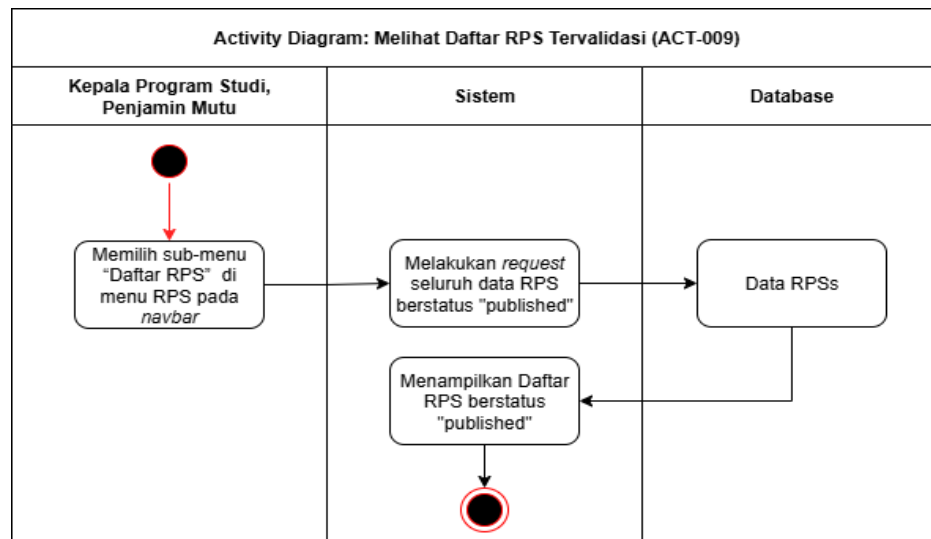 Activity Diagram: Melihat Daftar RPS Tervalidasi (ACT-009)
Kepala Program Studi,
Penjamin Mutu
Sistem
Database
Memilih sub-menu
“Daftar RPS” di
menu RPS pada
navbar
Melakukan request
seluruh data RPS
berstatus "published"
Data RPSs
Menampilkan Daftar
RPS berstatus
"published"